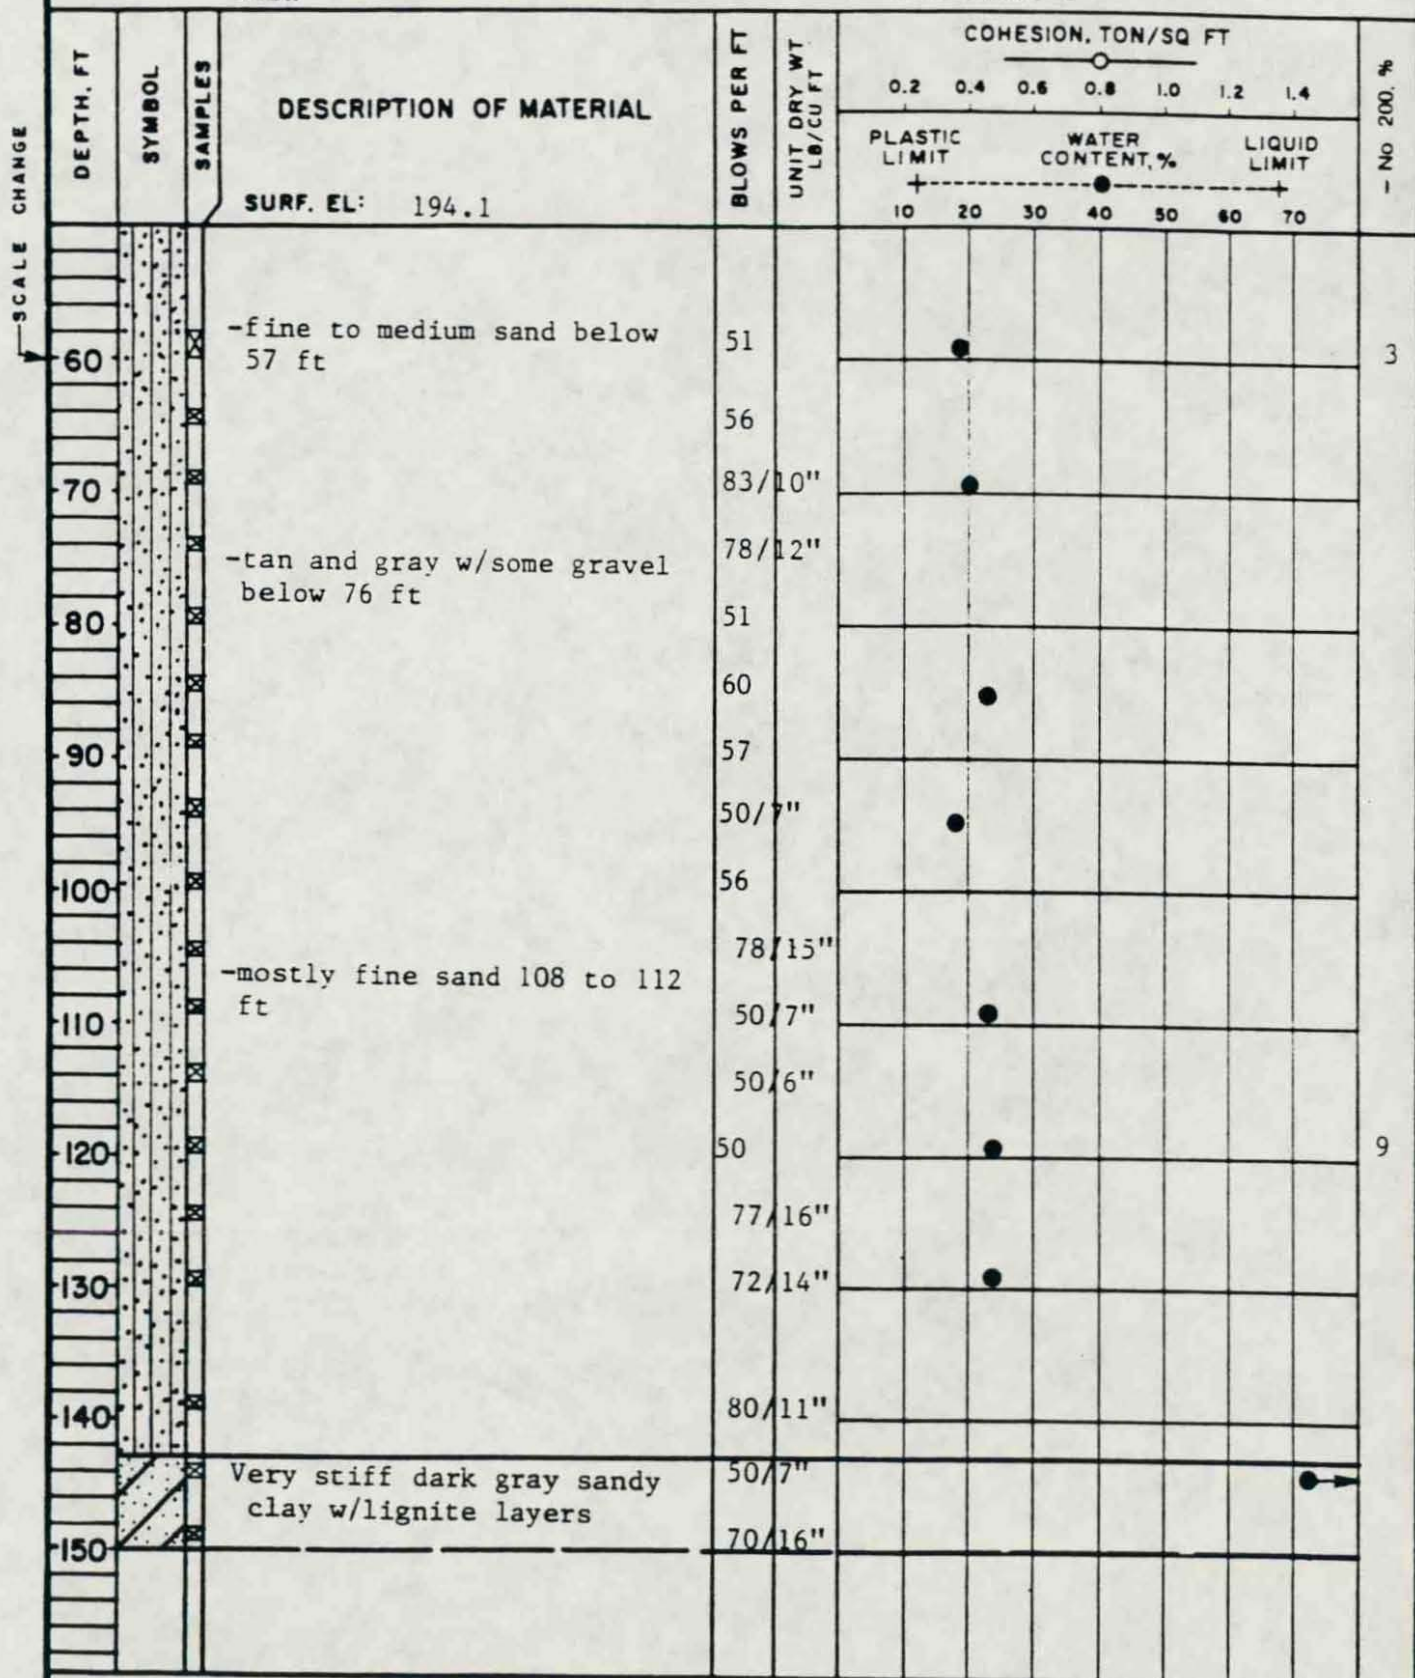 COHESION, TON/SQ FT
0.2 0.4 0.6 0.8 1.0 1.2 1.4
DEPTH, FT
SYMBOL
SAMPLES
DESCRIPTION OF MATERIAL
BLOWS PER FT
UNIT DRY WT
LB/CU FT
PLASTIC
LIMIT
WATER
CONTENT, %
LIQUID
LIMIT
- No 200, %
SURF. EL: 194.1
10 20 30 40 50 60 70
SCALE CHANGE
-fine to medium sand below
57 ft
51
60
3
56
70
83/10"
78/12"
-tan and gray w/some gravel
below 76 ft
80
51
60
90
57
50/7"
100
56
78/15"
-mostly fine sand 108 to 112
ft
110
50/7"
50/6"
120
50
9
77/16"
130
72/14"
140
80/11"
Very stiff dark gray sandy
clay w/lignite layers
50/7"
150
70/16"